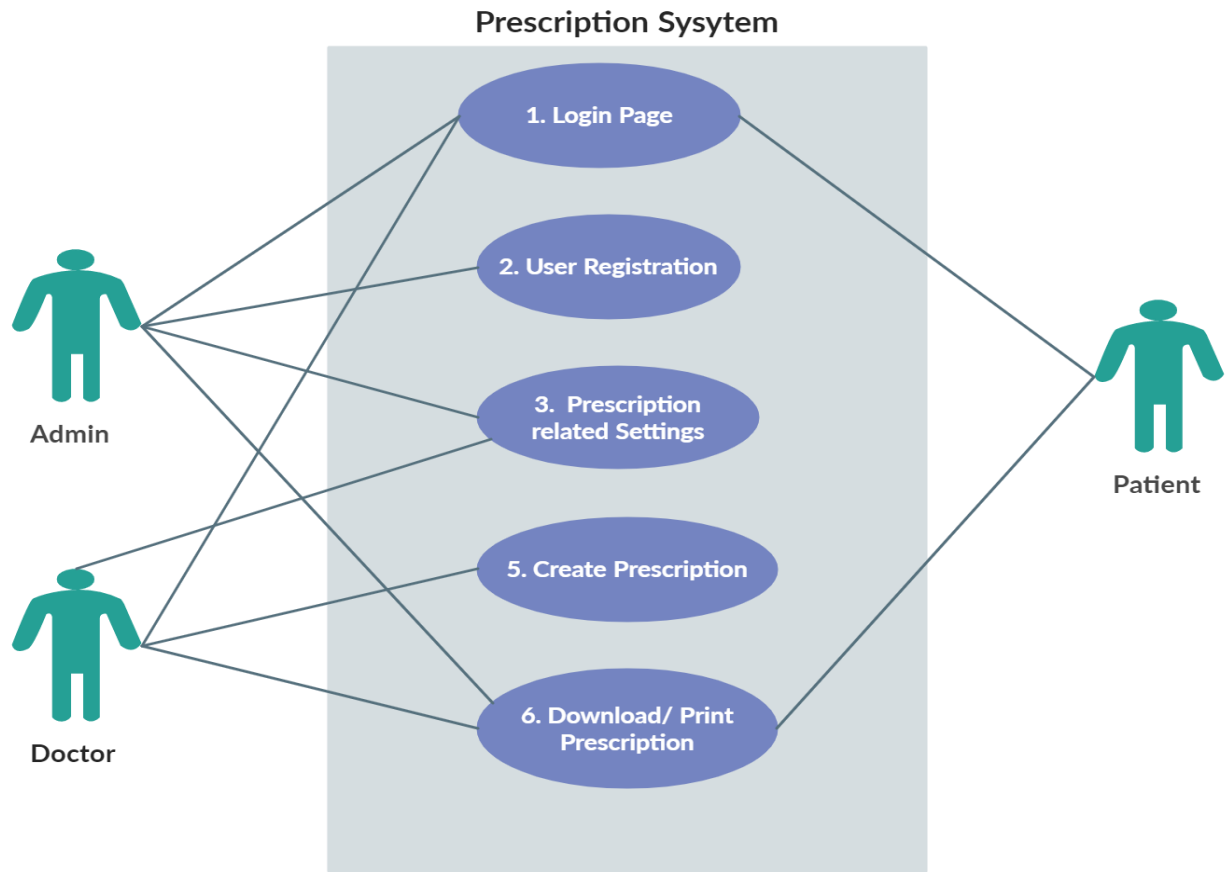 Prescription Sysytem
1. Login Page
2. User Registration
Admin
3. Prescription
related Settings
Patient
5. Create Prescription
Doctor
6. Download/ Print
Prescription